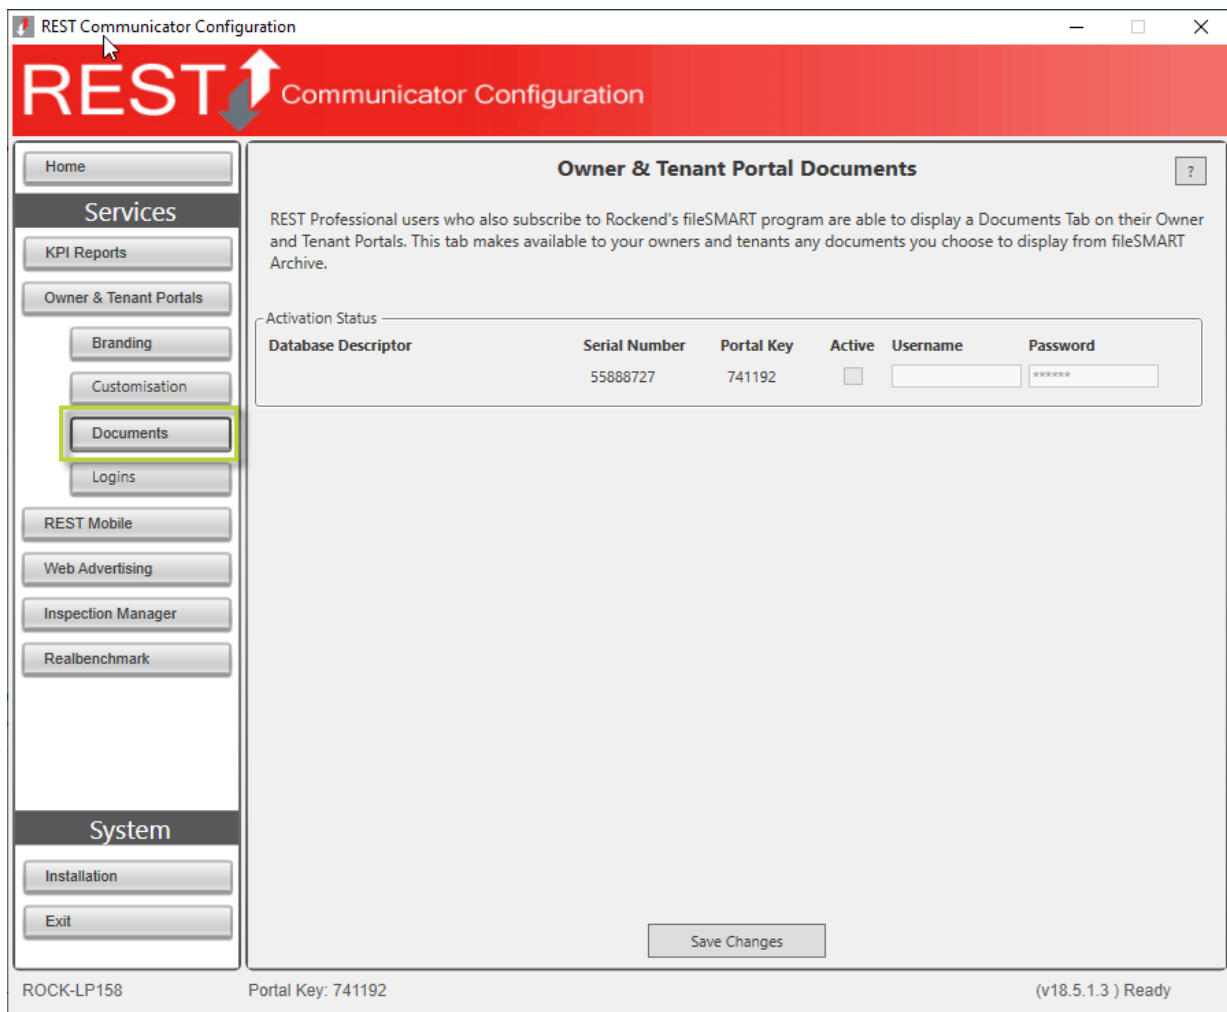 REST Communicator Configuration
REST Communicator Configuration
Home
Services
KPI Reports
Owner & Tenant Portals
Branding
Customisation
Documents
Logins
REST Mobile
Web Advertising
Inspection Manager
Realbenchmark
System
Installation
Exit
Owner & Tenant Portal Documents
?
REST Professional users who also subscribe to Rockend's fileSMART program are able to display a Documents Tab on their Owner
and Tenant Portals. This tab makes available to your owners and tenants any documents you choose to display from fileSMART
Archive.
Activation Status
Database Descriptor Serial Number Portal Key Active Username Password
55888727 741192 ******
Save Changes
ROCK-LP158 Portal Key: 741192 (v18.5.1.3 ) Ready